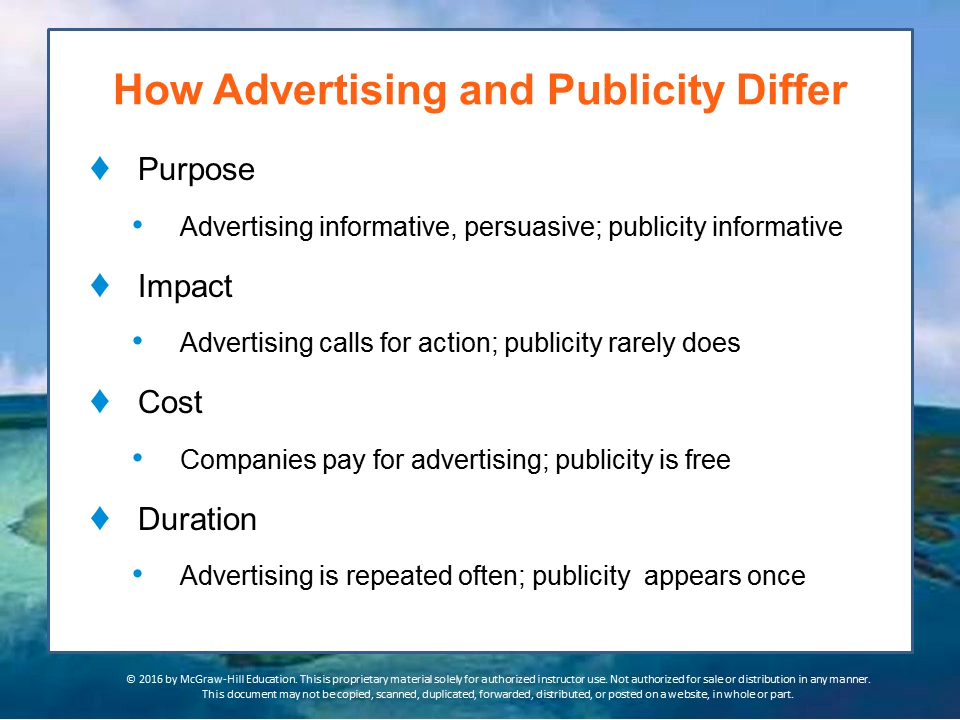 How Advertising and Publicity Differ
Purpose
Advertising informative, persuasive; publicity informative
Impact
Advertising calls for action; publicity rarely does
Cost
Companies pay for advertising; publicity is free
Duration
Advertising is repeated often; publicity  appears once
© 2016 by McGraw-Hill Education. This is proprietary material solely for authorized instructor use. Not authorized for sale or distribution in any manner.
This document may not be copied, scanned, duplicated, forwarded, distributed, or posted on a website, in whole or part.